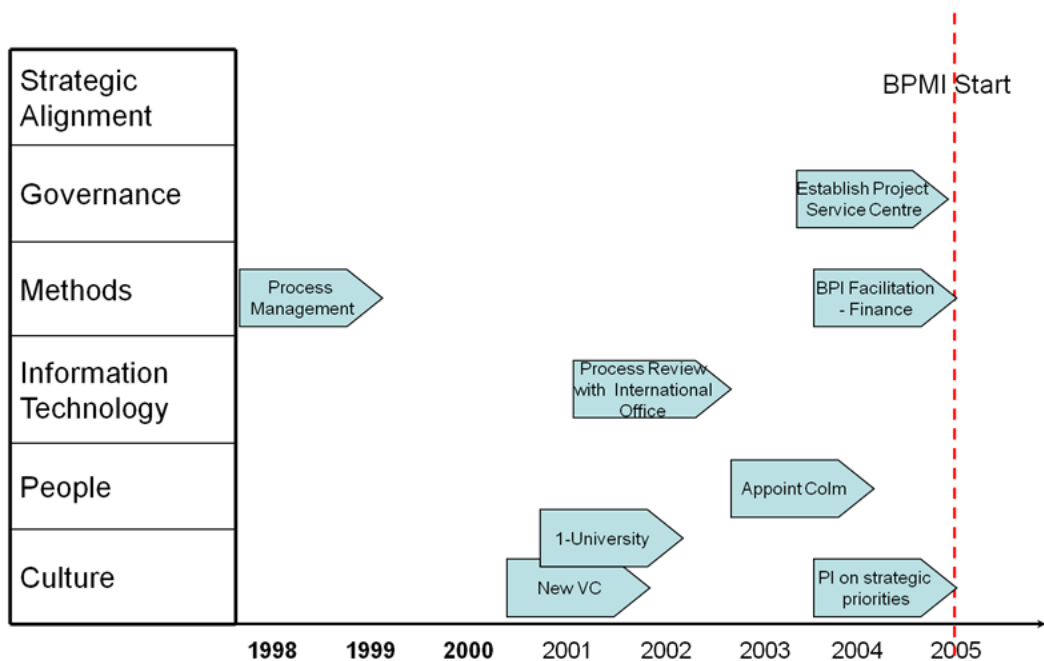 BPMI Start
Strategic
Alignment
Governance
Establish Project
Service Centre
Methods
Process
Management
BPI Facilitation
- Finance
Information
Technology
Process Review
with International
Office
People
Appoint Colm
1-University
Culture
New VC
PI on strategic
priorities
1998 1999 2000 2001 2002 2003 2004 2005